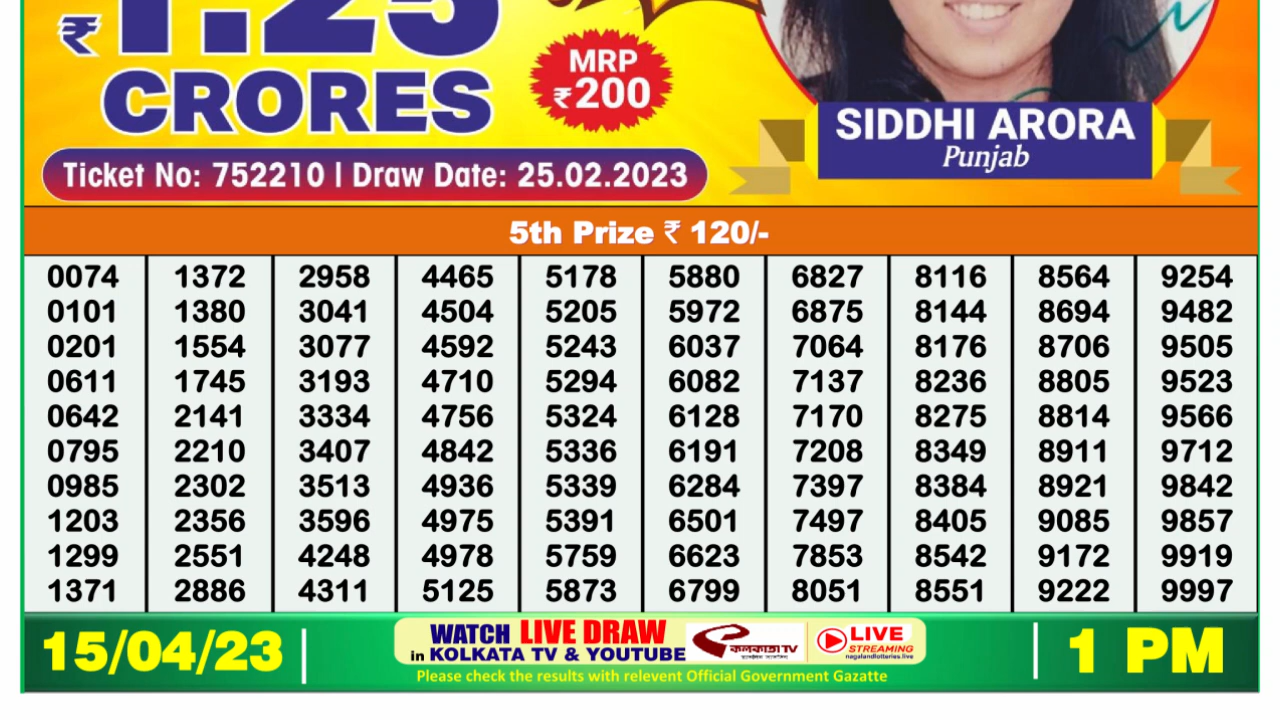 ₹ 1.25
CRORES
MRP
₹200
SIDDHI ARORA
Punjab
Ticket No: 752210 | Draw Date: 25.02.2023
5th Prize ₹ 120/-
0074 1372 2958 4465 5178 5880 6827 8116 8564 9254
0101 1380 3041 4504 5205 5972 6875 8144 8694 9482
0201 1554 3077 4592 5243 6037 7064 8176 8706 9505
0611 1745 3193 4710 5294 6082 7137 8236 8805 9523
0642 2141 3334 4756 5324 6128 7170 8275 8814 9566
0795 2210 3407 4842 5336 6191 7208 8349 8911 9712
0985 2302 3513 4936 5339 6284 7397 8384 8921 9842
1203 2356 3596 4975 5391 6501 7497 8405 9085 9857
1299 2551 4248 4978 5759 6623 7853 8542 9172 9919
1371 2886 4311 5125 5873 6799 8051 8551 9222 9997
15/04/23
WATCH LIVE DRAW
in KOLKATA TV & YOUTUBE
কলকাতা TV
LIVE
STREAMING
nagalandlotteries.live
Please check the results with relevent Official Government Gazatte
1 PM